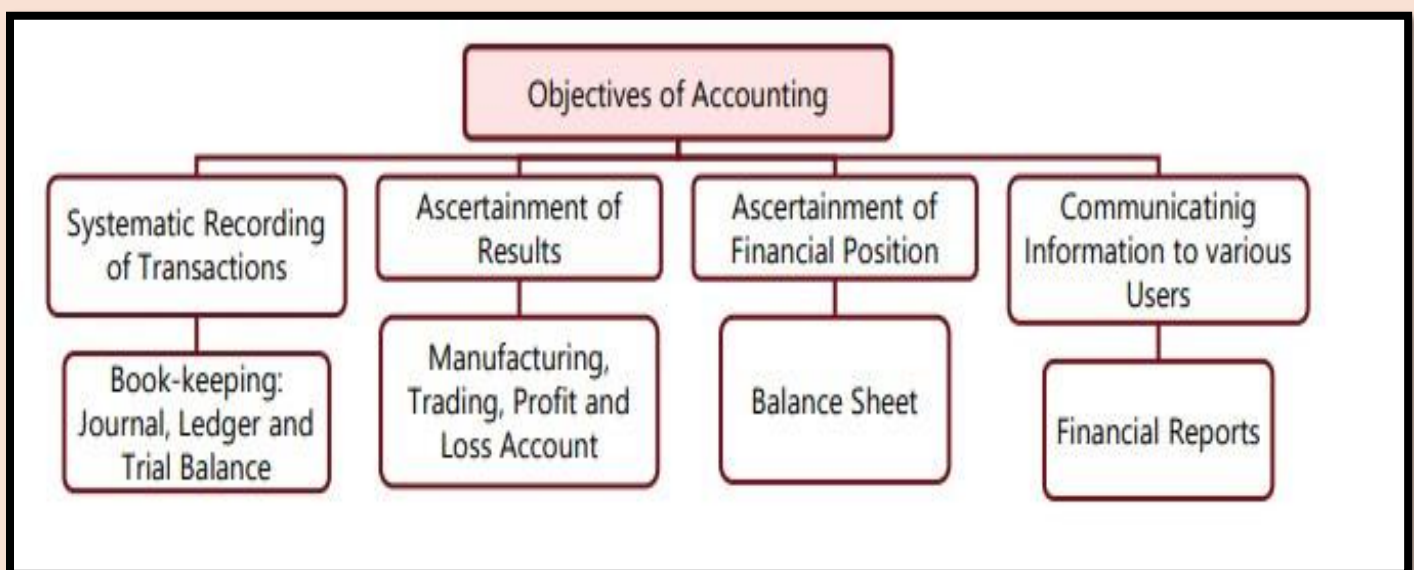 Objectives of Accounting
Systematic Recording
of Transactions
Ascertainment of
Results
Ascertainment of
Financial Position
Communicatinig
Information to various
Users
Book-keeping:
Journal, Ledger and
Trial Balance
Manufacturing,
Trading, Profit and
Loss Account
Balance Sheet
Financial Reports